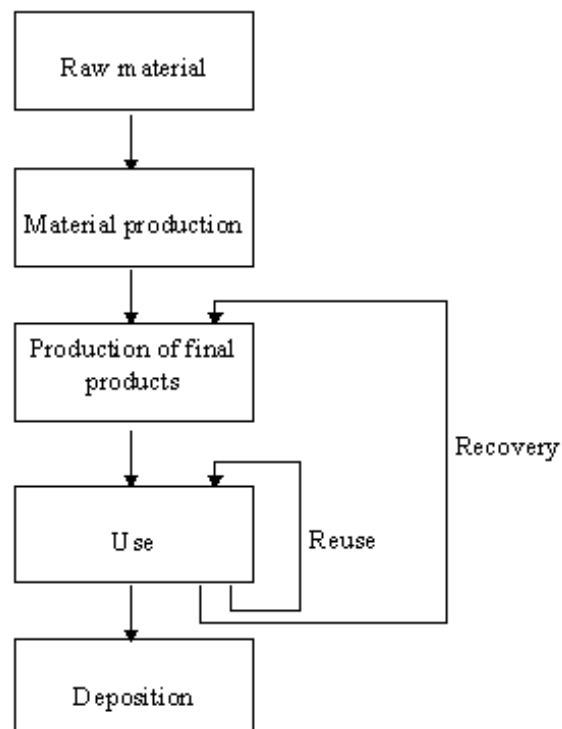 Raw material
Material production
Production of final
products
Recovery
Use
Reuse
Deposition